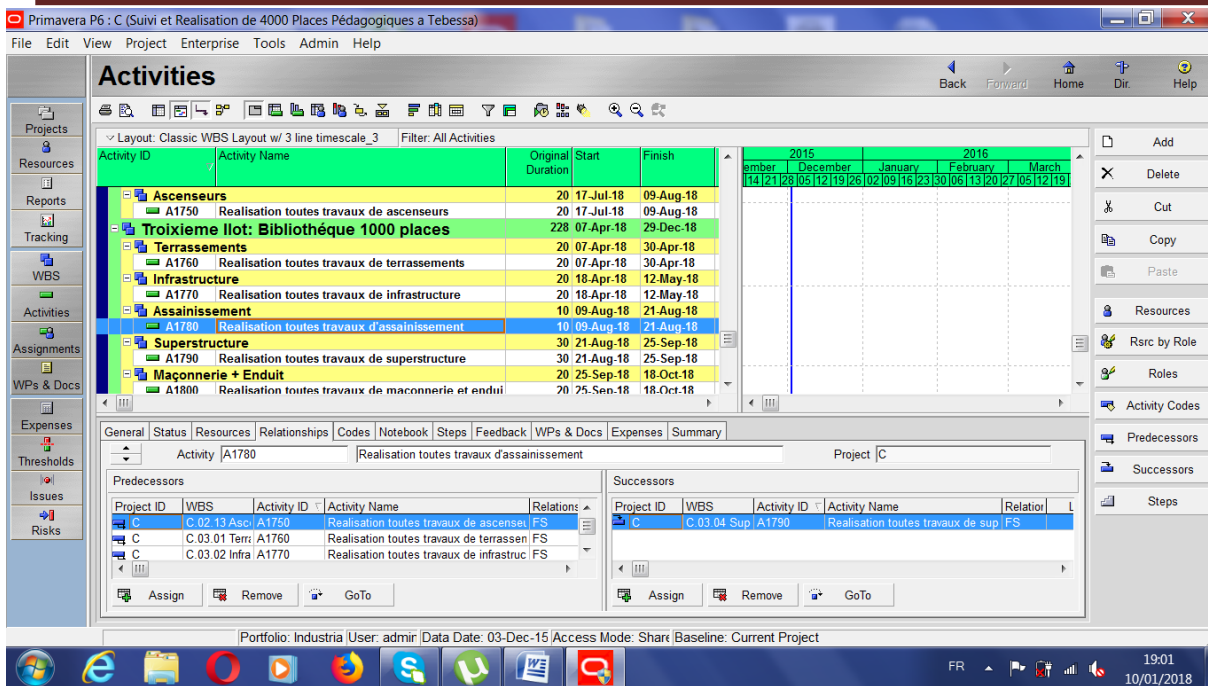 Primavera P6 : C (Suivi et Realisation de 4000 Places Pédagogiques a Tebessa)
File Edit View Project Enterprise Tools Admin Help
Activities
Back Forward Home Dir. Help
Layout: Classic WBS Layout w/ 3 line timescale_3 Filter: All Activities
Activity ID Activity Name Original Duration Start Finish
2015 2016
ember December January February March
14 21 28 05 12 19 26 02 09 16 23 30 06 13 20 27 05 12 19
Ascenseurs 20 17-Jul-18 09-Aug-18
A1750 Realisation toutes travaux de ascenseurs 20 17-Jul-18 09-Aug-18
Troixieme Ilot: Bibliothéque 1000 places 228 07-Apr-18 29-Dec-18
Terrassements 20 07-Apr-18 30-Apr-18
A1760 Realisation toutes travaux de terrassements 20 07-Apr-18 30-Apr-18
Infrastructure 20 18-Apr-18 12-May-18
A1770 Realisation toutes travaux de infrastructure 20 18-Apr-18 12-May-18
Assainissement 10 09-Aug-18 21-Aug-18
A1780 Realisation toutes travaux d'assainissement 10 09-Aug-18 21-Aug-18
Superstructure 30 21-Aug-18 25-Sep-18
A1790 Realisation toutes travaux de superstructure 30 21-Aug-18 25-Sep-18
Maçonnerie + Enduit 20 25-Sep-18 18-Oct-18
A1800 Realisation toutes travaux de maconnerie et endui 20 25-Sep-18 18-Oct-18
Projects
Resources
Reports
Tracking
WBS
Activities
Assignments
WPs & Docs
Expenses
Thresholds
Issues
Risks
Add
Delete
Cut
Copy
Paste
Resources
Rsrc by Role
Roles
Activity Codes
Predecessors
Successors
Steps
General Status Resources Relationships Codes Notebook Steps Feedback WPs & Docs Expenses Summary
Activity A1780 Realisation toutes travaux d'assainissement Project C
Predecessors
Project ID WBS Activity ID Activity Name Relations
C C.02.13 Asc A1750 Realisation toutes travaux de ascenseu FS
C C.03.01 Terra A1760 Realisation toutes travaux de terrassen FS
C C.03.02 Infra A1770 Realisation toutes travaux de infrastruc FS
Assign Remove GoTo
Successors
Project ID WBS Activity ID Activity Name Relation L
C C.03.04 Sup A1790 Realisation toutes travaux de sup FS
Assign Remove GoTo
Portfolio: Industria User: admir Data Date: 03-Dec-15 Access Mode: Share Baseline: Current Project
FR 19:01
10/01/2018